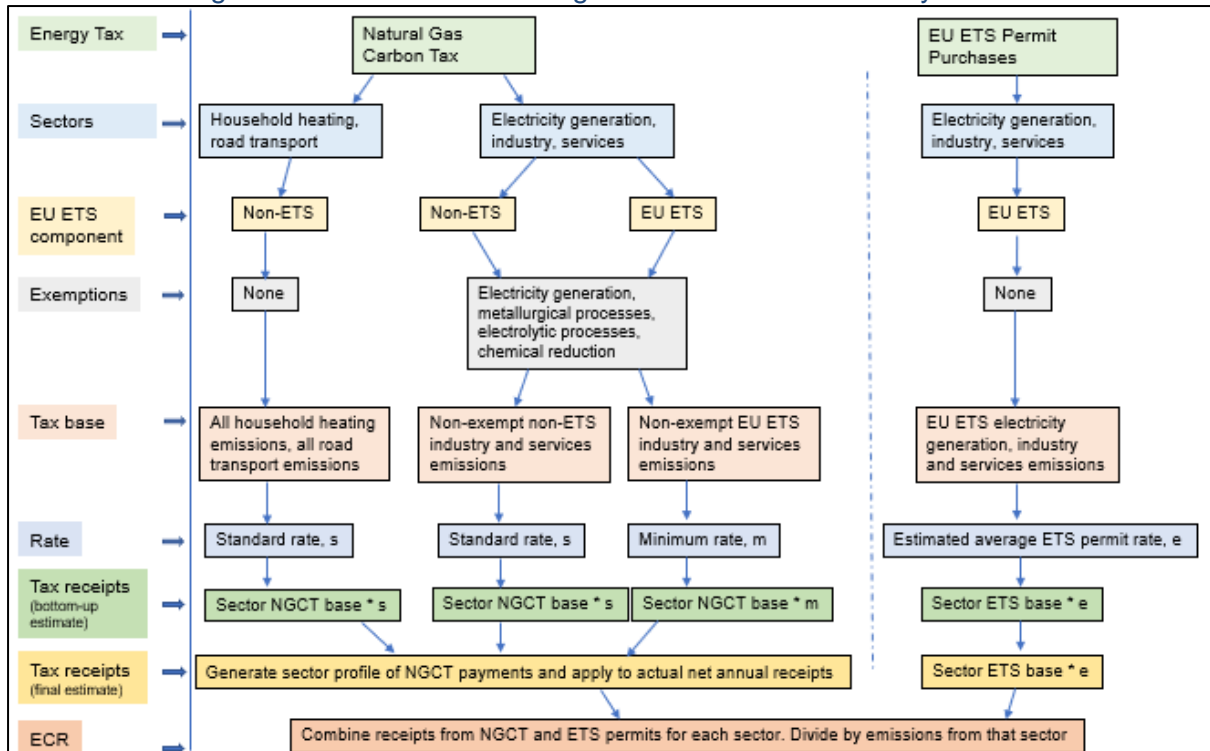 Energy Tax
Natural Gas
Carbon Tax
EU ETS Permit
Purchases
Sectors
Household heating,
road transport
Electricity generation,
industry, services
Electricity generation,
industry, services
EU ETS
component
Non-ETS
Non-ETS
EU ETS
EU ETS
Exemptions
None
Electricity generation,
metallurgical processes,
electrolytic processes,
chemical reduction
None
Tax base
All household heating
emissions, all road
transport emissions
Non-exempt non-ETS
industry and services
emissions
Non-exempt EU ETS
industry and services
emissions
EU ETS electricity
generation, industry
and services emissions
Rate
Standard rate, s
Standard rate, s
Minimum rate, m
Estimated average ETS permit rate, e
Tax receipts
(bottom-up
estimate)
Sector NGCT base * s
Sector NGCT base * s
Sector NGCT base * m
Sector ETS base * e
Tax receipts
(final estimate)
Generate sector profile of NGCT payments and apply to actual net annual receipts
Sector ETS base * e
ECR
Combine receipts from NGCT and ETS permits for each sector. Divide by emissions from that sector